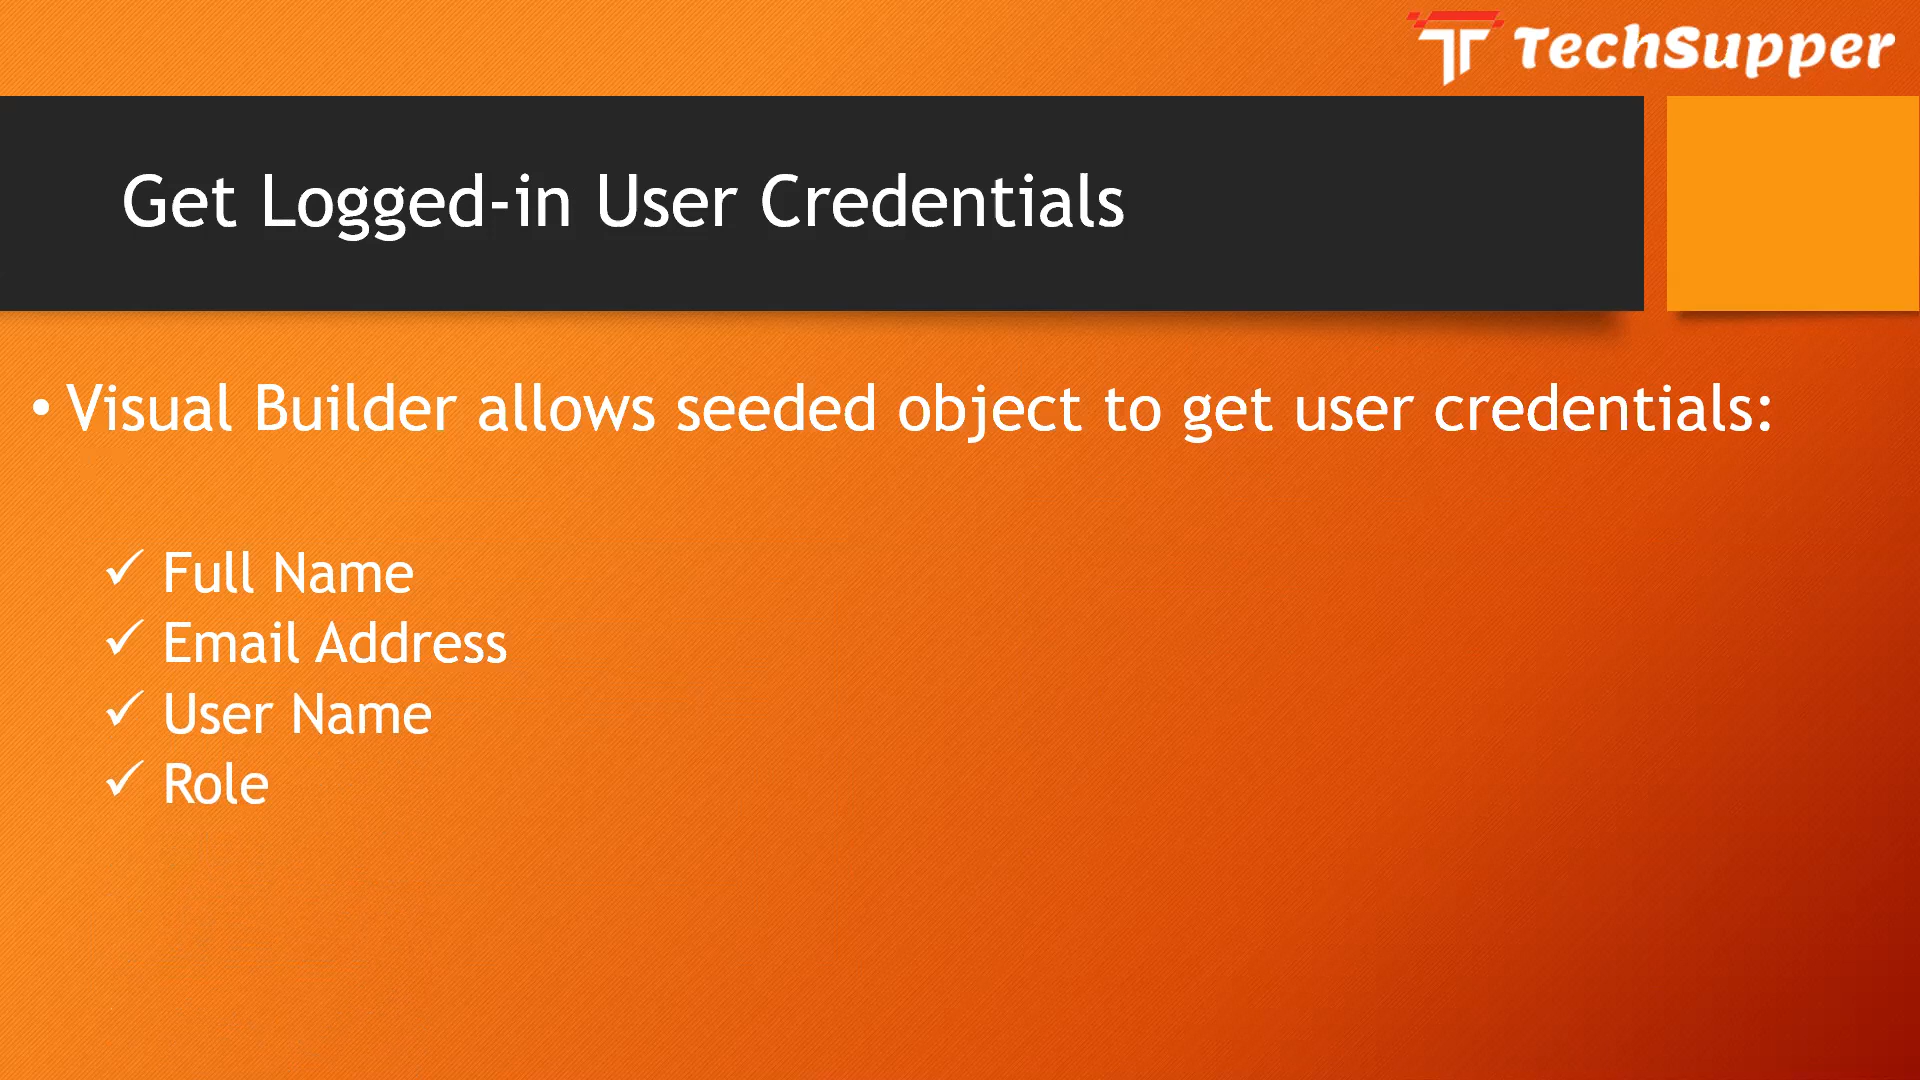 TechSupper
Get Logged-in User Credentials
• Visual Builder allows seeded object to get user credentials:
✓ Full Name
✓ Email Address
✓ User Name
✓ Role